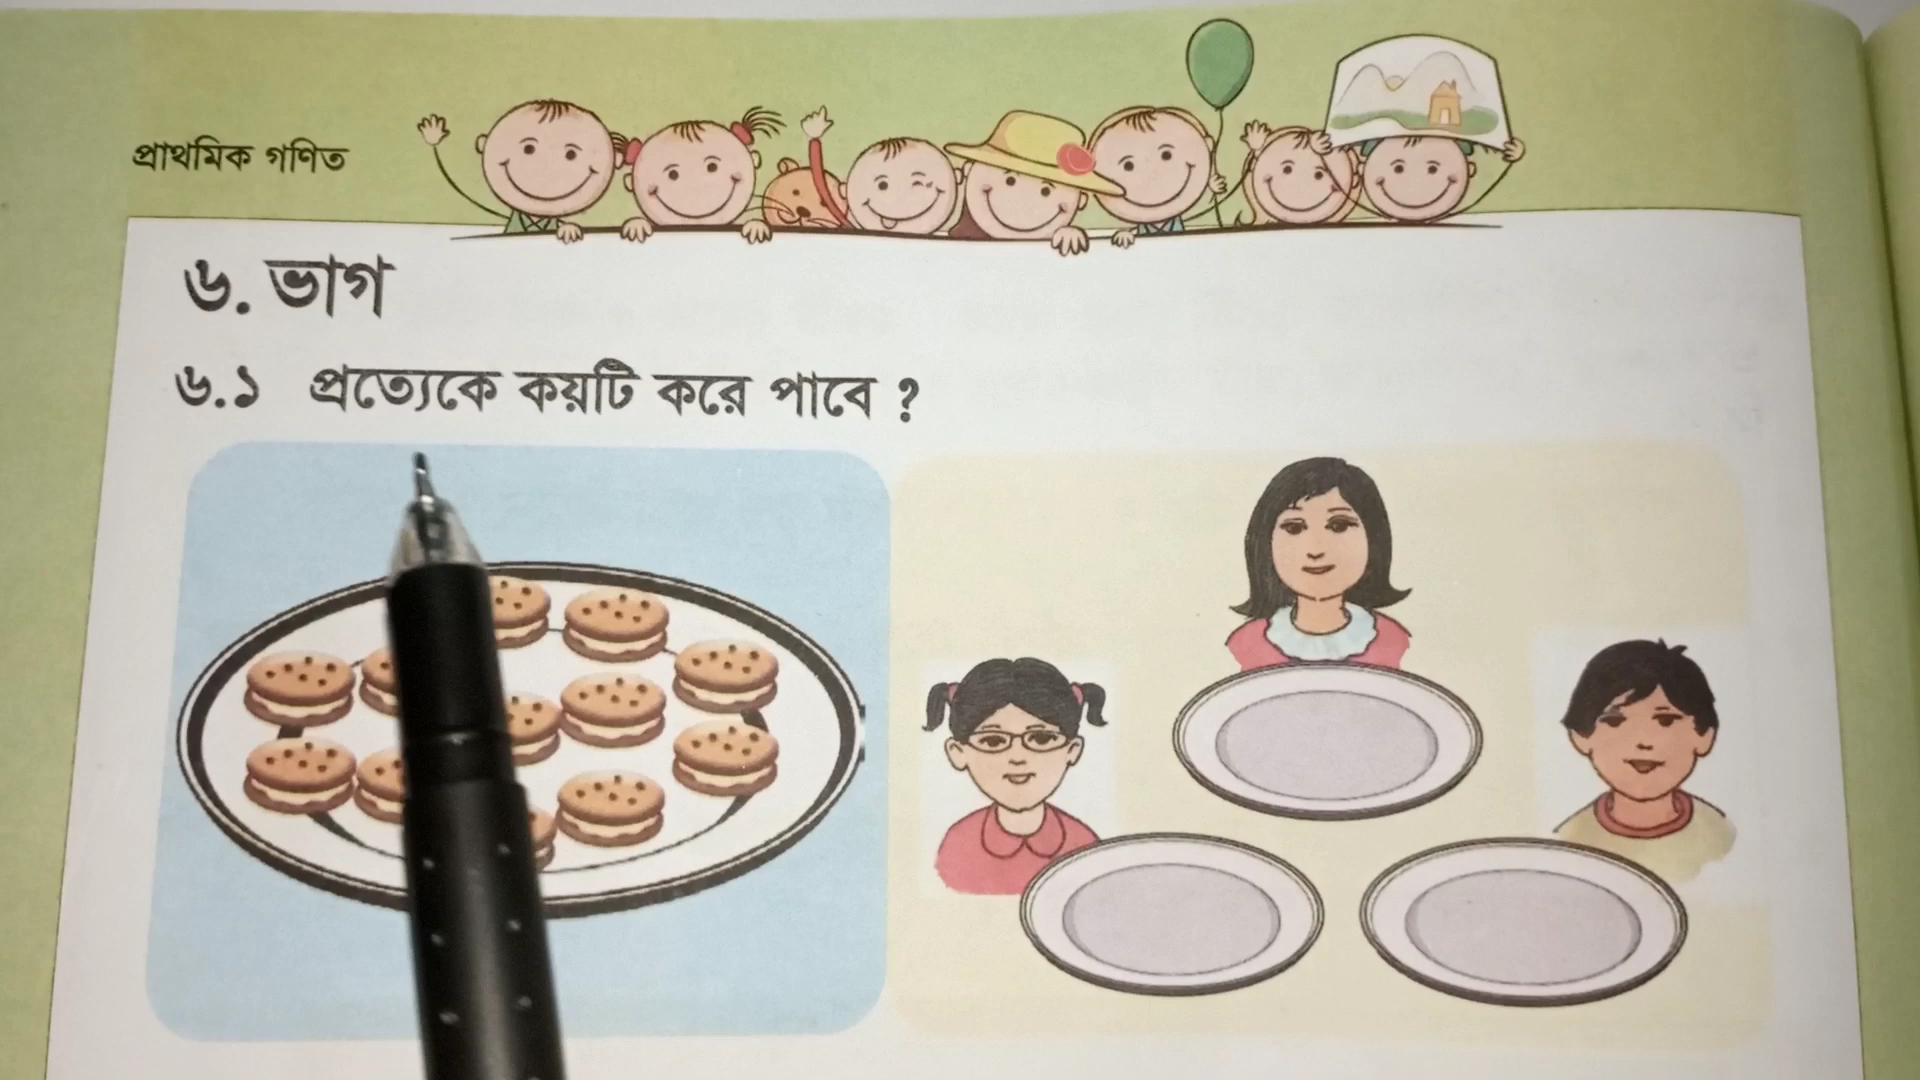 প্রাথমিক গণিত
৬. ভাগ
৬.১ প্রত্যেকে কয়টি করে পাবে ?